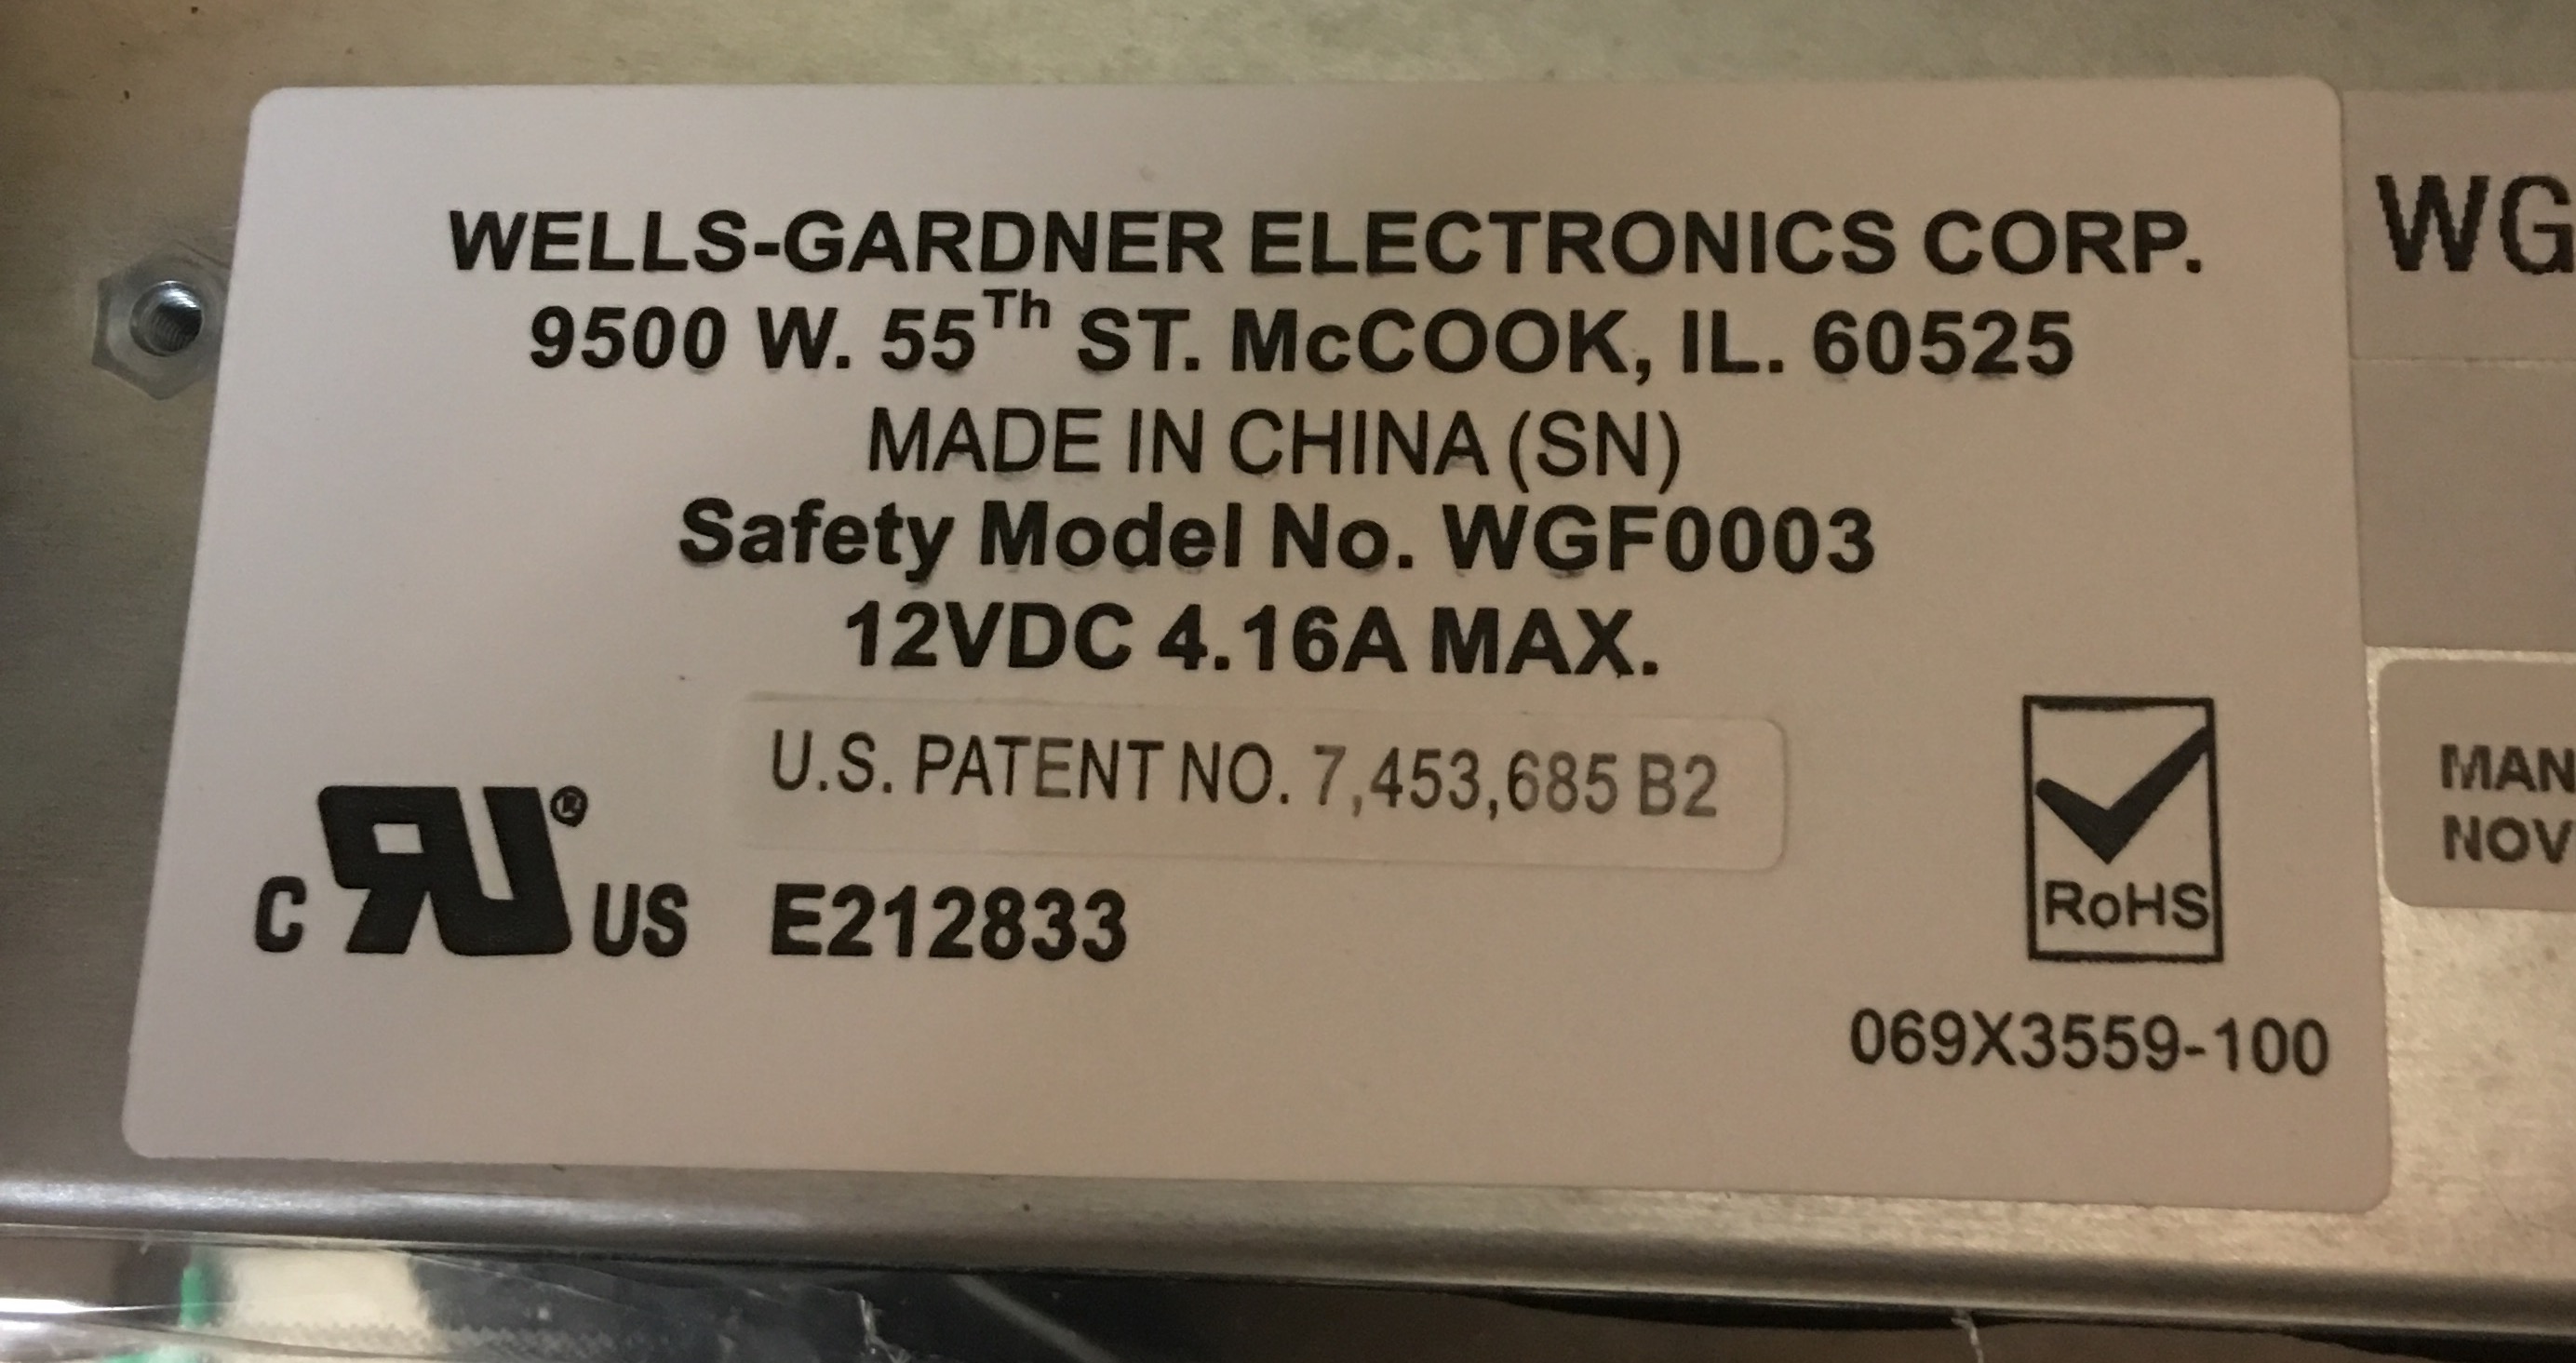 WELLS-GARDNER ELECTRONICS CORP.
9500 W. 55Th ST. McCOOK, IL. 60525
MADE IN CHINA (SN)
Safety Model No. WGF0003
12VDC 4.16A MAX.
U.S. PATENT NO. 7,453,685 B2
C RU® US E212833
RoHS
069X3559-100
WG
MAN
NOV